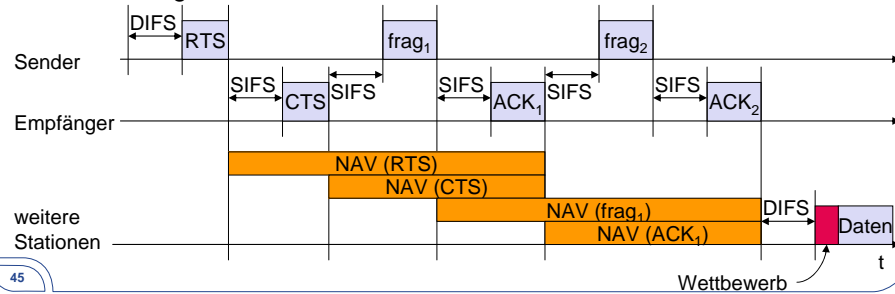 DIFS
RTS
frag1
frag2
Sender
SIFS
CTS
SIFS
SIFS
ACK1
SIFS
SIFS
ACK2
Empfänger
NAV (RTS)
NAV (CTS)
NAV (frag1)
NAV (ACK1)
DIFS
Daten
weitere
Stationen
t
45
Wettbewerb